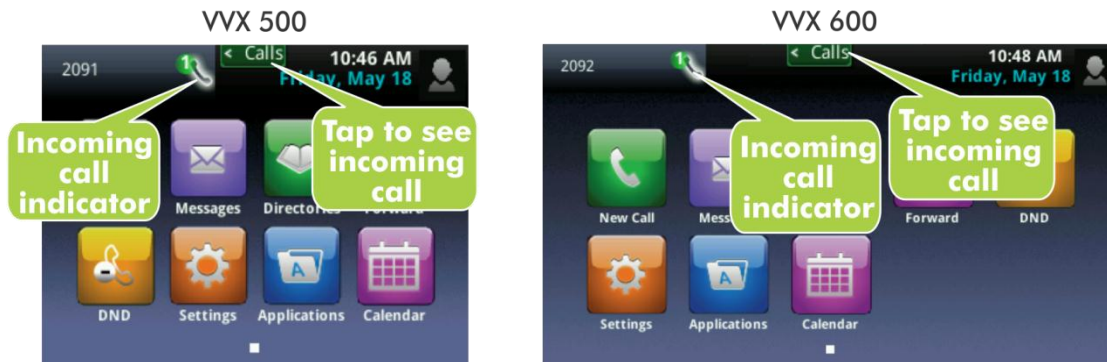 VVX 500
VVX 600
2091
1
< Calls
10:46 AM
Friday, May 18
Incoming
call
indicator
Tap to see
incoming
call
Messages
Directories
Forward
DND
Settings
Applications
Calendar
2092
1
< Calls
10:48 AM
Friday, May 18
Incoming
call
indicator
Tap to see
incoming
call
New Call
Mess
Forward
DND
Settings
Applications
Calendar